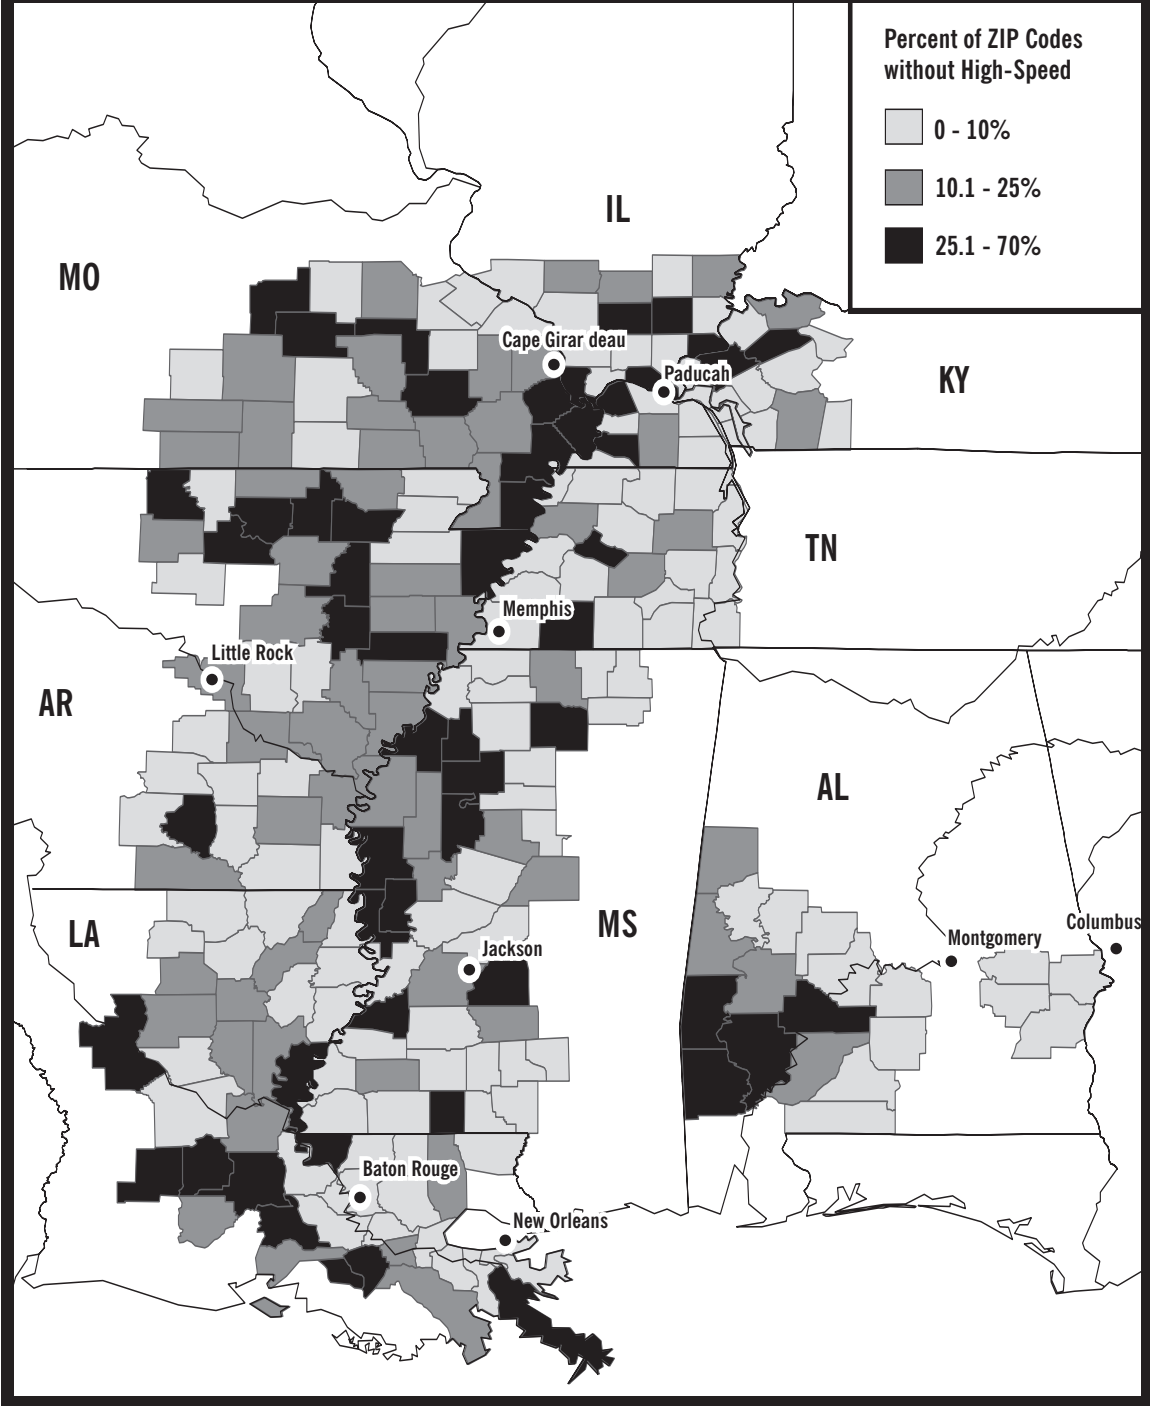 Percent of ZIP Codes
without High-Speed
0 - 10%
10.1 - 25%
25.1 - 70%
IL
MO
Cape Girar deau
Paducah
KY
TN
Memphis
Little Rock
AR
AL
MS
LA
Columbus
Montgomery
Jackson
Baton Rouge
New Orleans